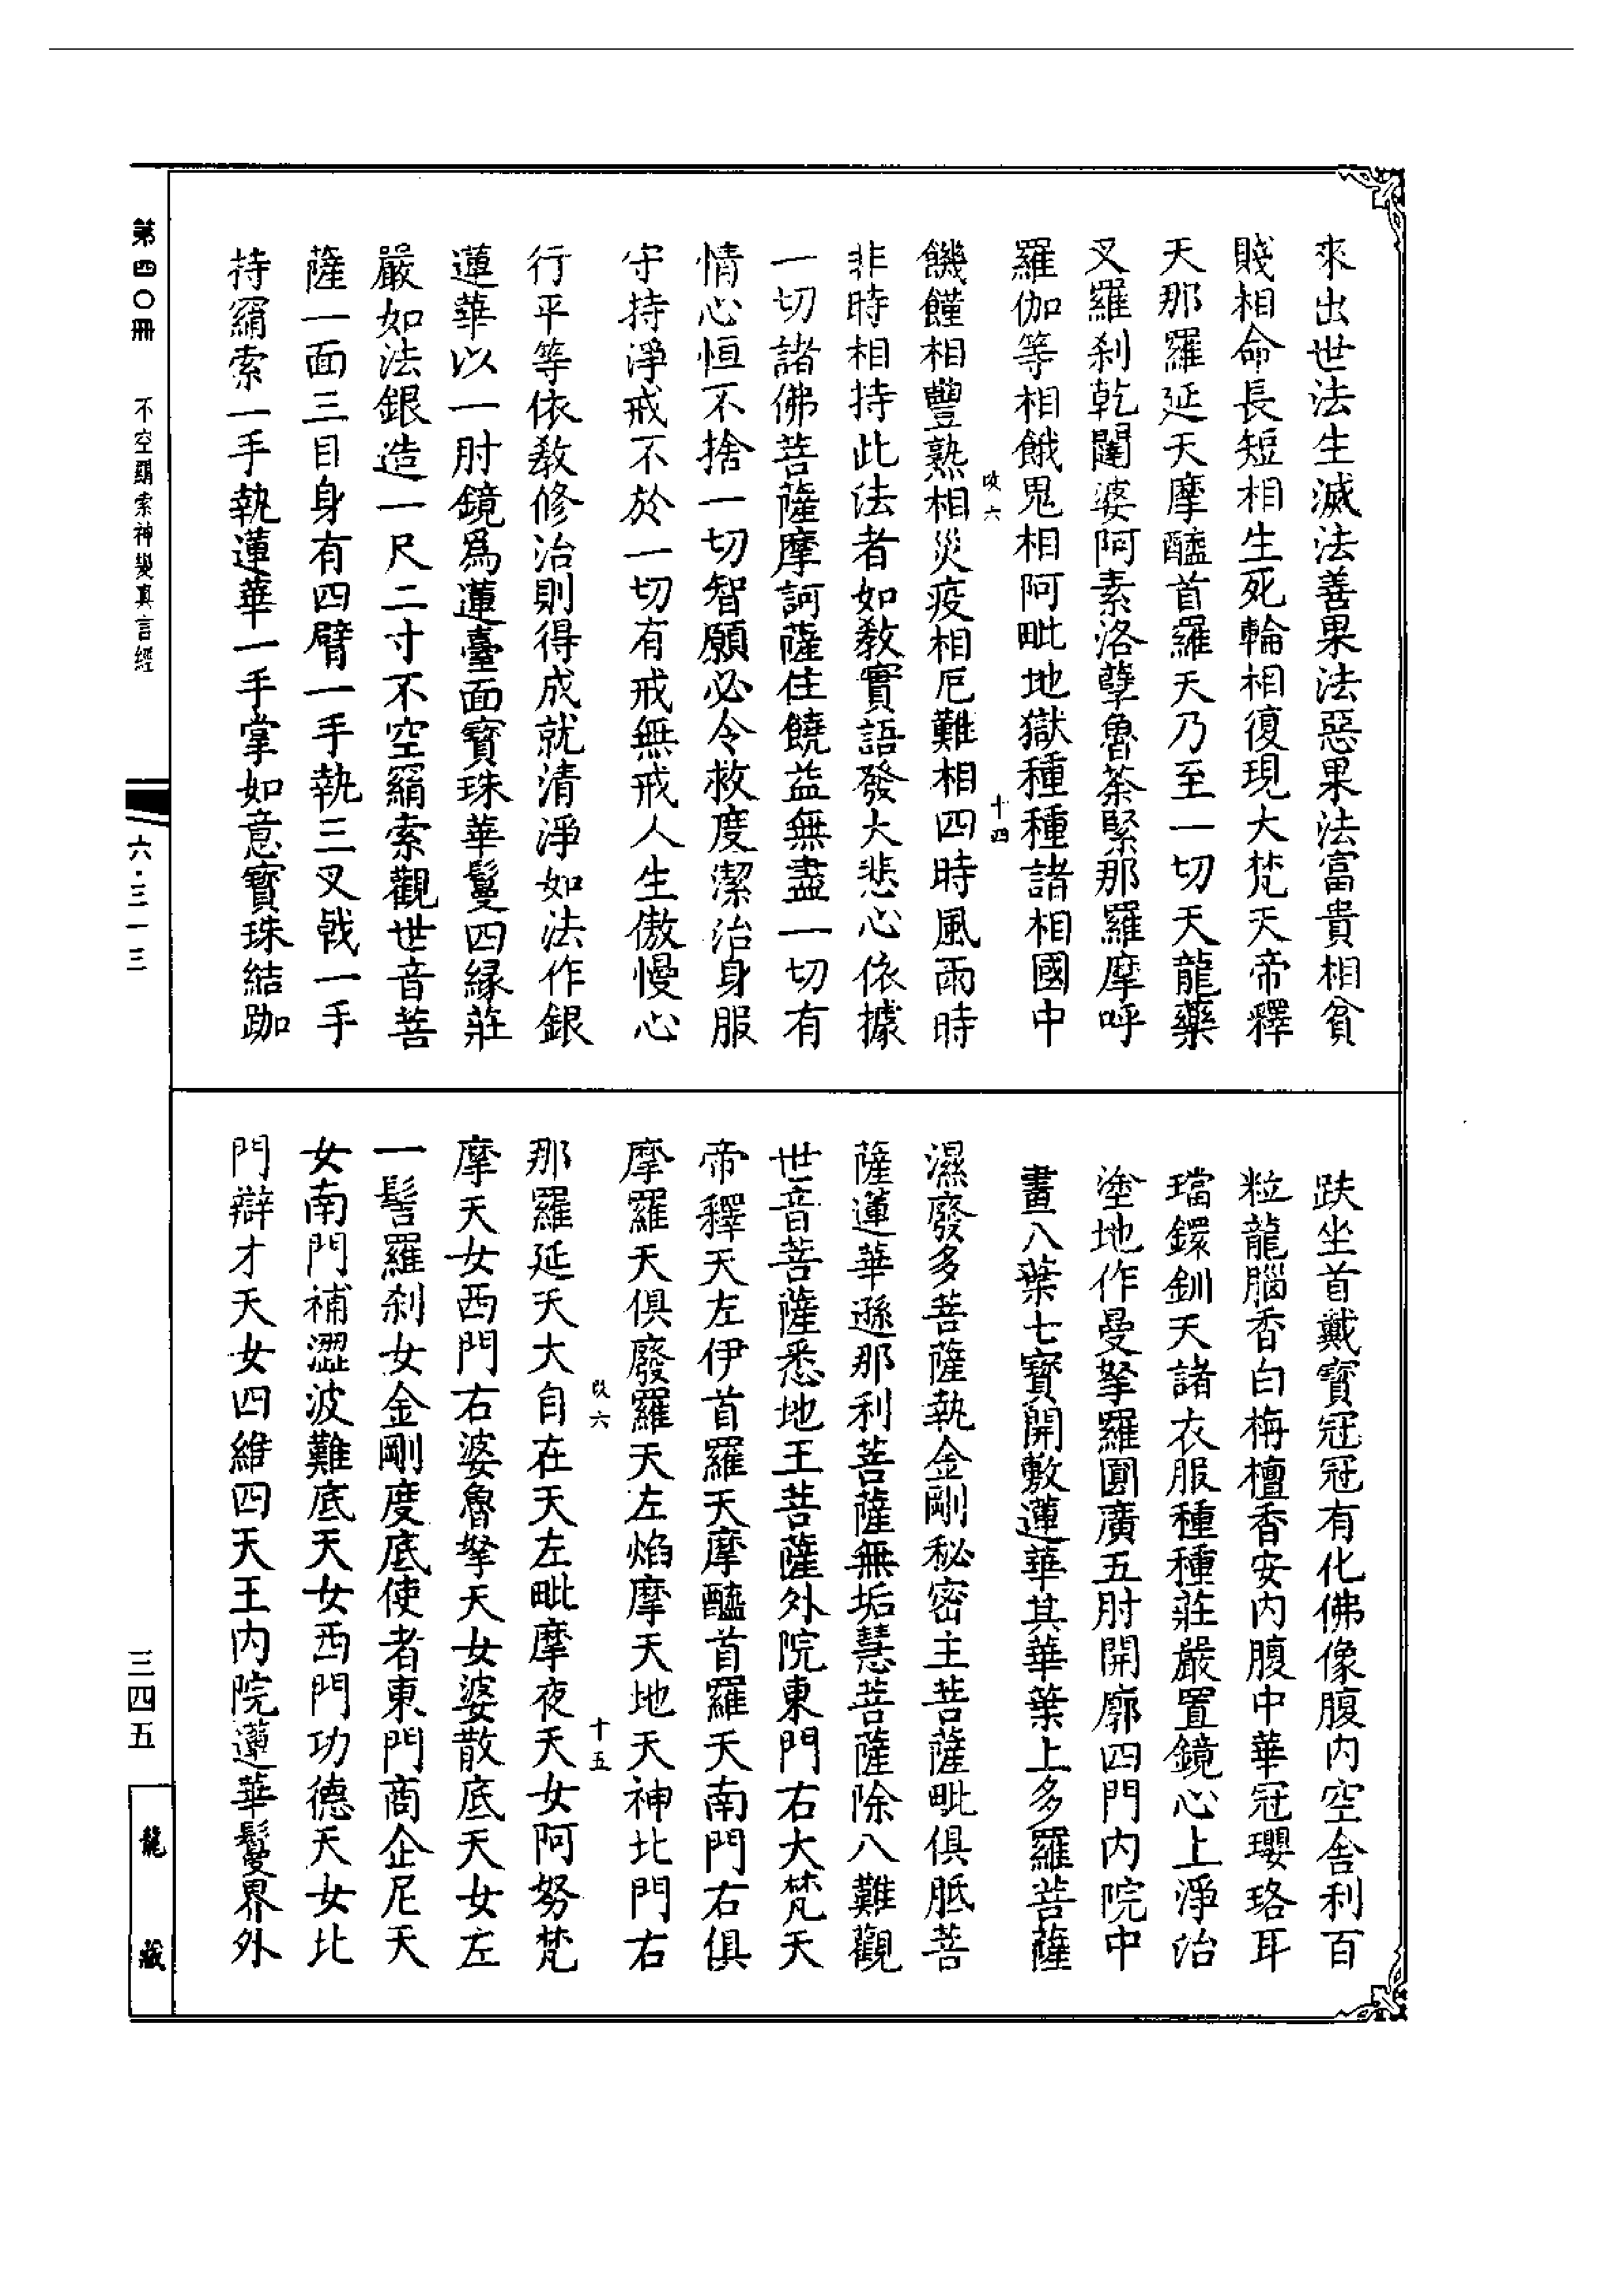 來出世法生滅法善果法惡果法富貴相貧
賤相命長短相生死輪相復現大梵天帝釋
天那羅延天摩醯首羅天乃至一切天龍藥
叉羅刹乾闥婆阿素洛孽魯荼緊那羅摩呼
羅伽等相餓鬼相阿毗地獄種種諸相國中
改六
十四
饑饉相豐熟相災疫相厄難相四時風雨時
非時相持此法者如教實語發大悲心依據
一切諸佛菩薩摩訶薩住饒益無盡一切有
情心恒不捨一切智願必令救度潔治身服
守持淨戒不於一切有戒無戒人生傲慢心
行平等依教修治則得成就清淨如法作銀
蓮華以一肘鏡爲蓮臺面寶珠華鬘四緣莊
嚴如法銀造一尺二寸不空羂索觀世音菩
薩一面三目身有四臂一手執三叉戟一手
持羂索一手執蓮華一手掌如意寶珠結跏
趺坐首戴寶冠冠有化佛像腹內空舍利百
粒龍腦香白栴檀香安內腹中華冠瓔珞耳
璫鐶釧天諸衣服種種莊嚴置鏡心上淨治
塗地作曼拏羅圓廣五肘開廓四門內院中
畫八葉七寶開敷蓮華其華葉上多羅菩薩
濕廢多菩薩執金剛秘密主菩薩毗俱胝菩
薩蓮華遜那利菩薩無垢慧菩薩除八難觀
世音菩薩悉地王菩薩外院東門右大梵天
帝釋天左伊首羅天摩醯首羅天南門右俱
摩羅天俱廢羅天左焰摩天地天神北門右
改六
十五
那羅延天大自在天左毗摩夜天女阿努梵
摩天女西門右婆魯拏天女婆散底天女左
一髻羅刹女金剛度底使者東門商企尼天
女南門補澀波難底天女西門功德天女北
門辯才天女四維四天王內院蓮華鬘界外
第四〇冊
不空羂索神變真言經
六·三一三
三四五
龍藏